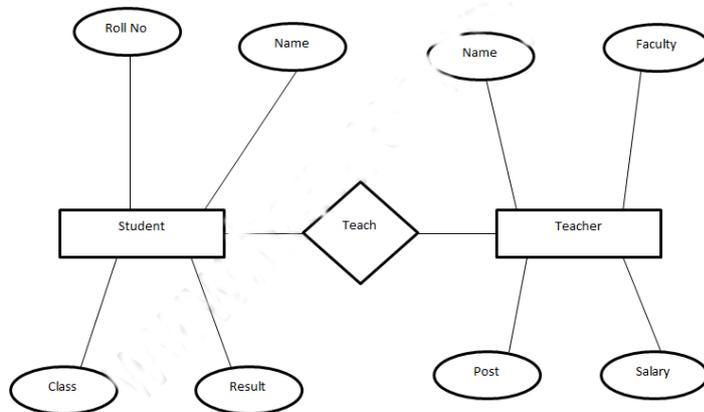 Roll No
Name
Name
Faculty
Student
Teach
Teacher
Class
Result
Post
Salary